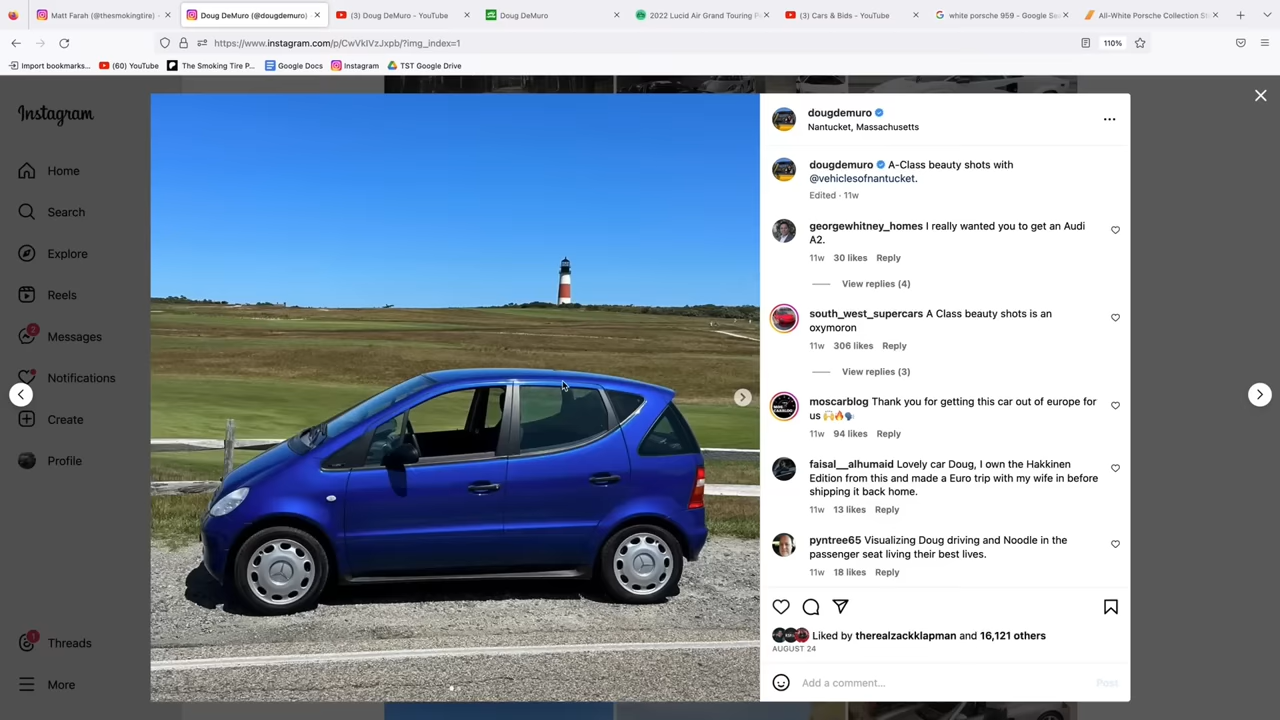 Matt Farah (@thesmokingtire)
Doug DeMuro (@dougdemuro)
(3) Doug DeMuro - YouTube
Doug DeMuro
2022 Lucid Air Grand Touring P
(3) Cars & Bids - YouTube
white porsche 959 - Google Se
All-White Porsche Collection St
https://www.instagram.com/p/CwVkIVzJxpb/?img_index=1
110%
Import bookmarks...
(60) YouTube
The Smoking Tire P...
Google Docs
Instagram
TST Google Drive
Instagram
Home
Search
Explore
Reels
2
Messages
Notifications
Create
Profile
1
Threads
More
dougdemuro
Nantucket, Massachusetts
dougdemuro A-Class beauty shots with
@vehiclesofnantucket.
Edited · 11w
georgewhitney_homes I really wanted you to get an Audi
A2.
11w 30 likes Reply
View replies (4)
south_west_supercars A Class beauty shots is an
oxymoron
11w 306 likes Reply
View replies (3)
moscarblog Thank you for getting this car out of europe for
us
11w 94 likes Reply
faisal__alhumaid Lovely car Doug, I own the Hakkinen
Edition from this and made a Euro trip with my wife in before
shipping it back home.
11w 13 likes Reply
pyntree65 Visualizing Doug driving and Noodle in the
passenger seat living their best lives.
11w 18 likes Reply
Liked by therealzackklapman and 16,121 others
AUGUST 24
Add a comment...
Post